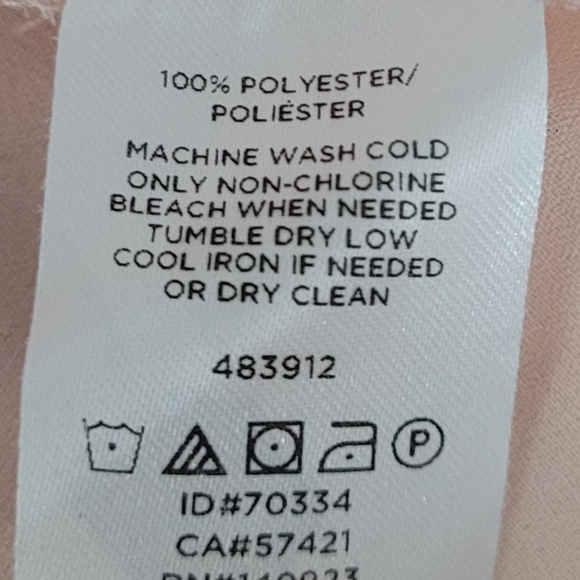 100% POLYESTER/
POLIÉSTER
MACHINE WASH COLD
ONLY NON-CHLORINE
BLEACH WHEN NEEDED
TUMBLE DRY LOW
COOL IRON IF NEEDED
OR DRY CLEAN
483912
P
ID#70334
CA#57421